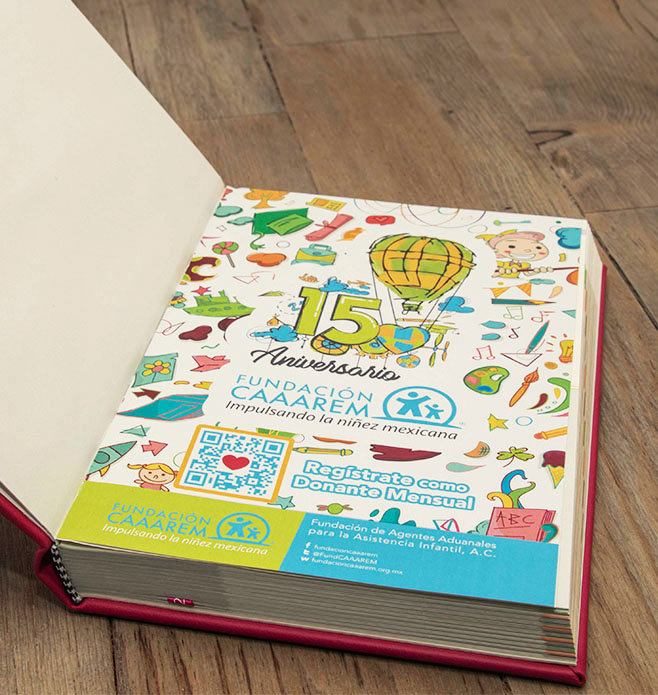 15
Aniversario
FUNDACIÓN
CAAAREM
Impulsando la niñez mexicana
Regístrate como
Donante Mensual
ABC
FUNDACIÓN
CAAAREM
Impulsando la niñez mexicana
Fundación de Agentes Aduanales
para la Asistencia Infantil, A.C.
f fundacioncaaarem
@FundCAAAREM
w fundacioncaaarem.org.mx
2